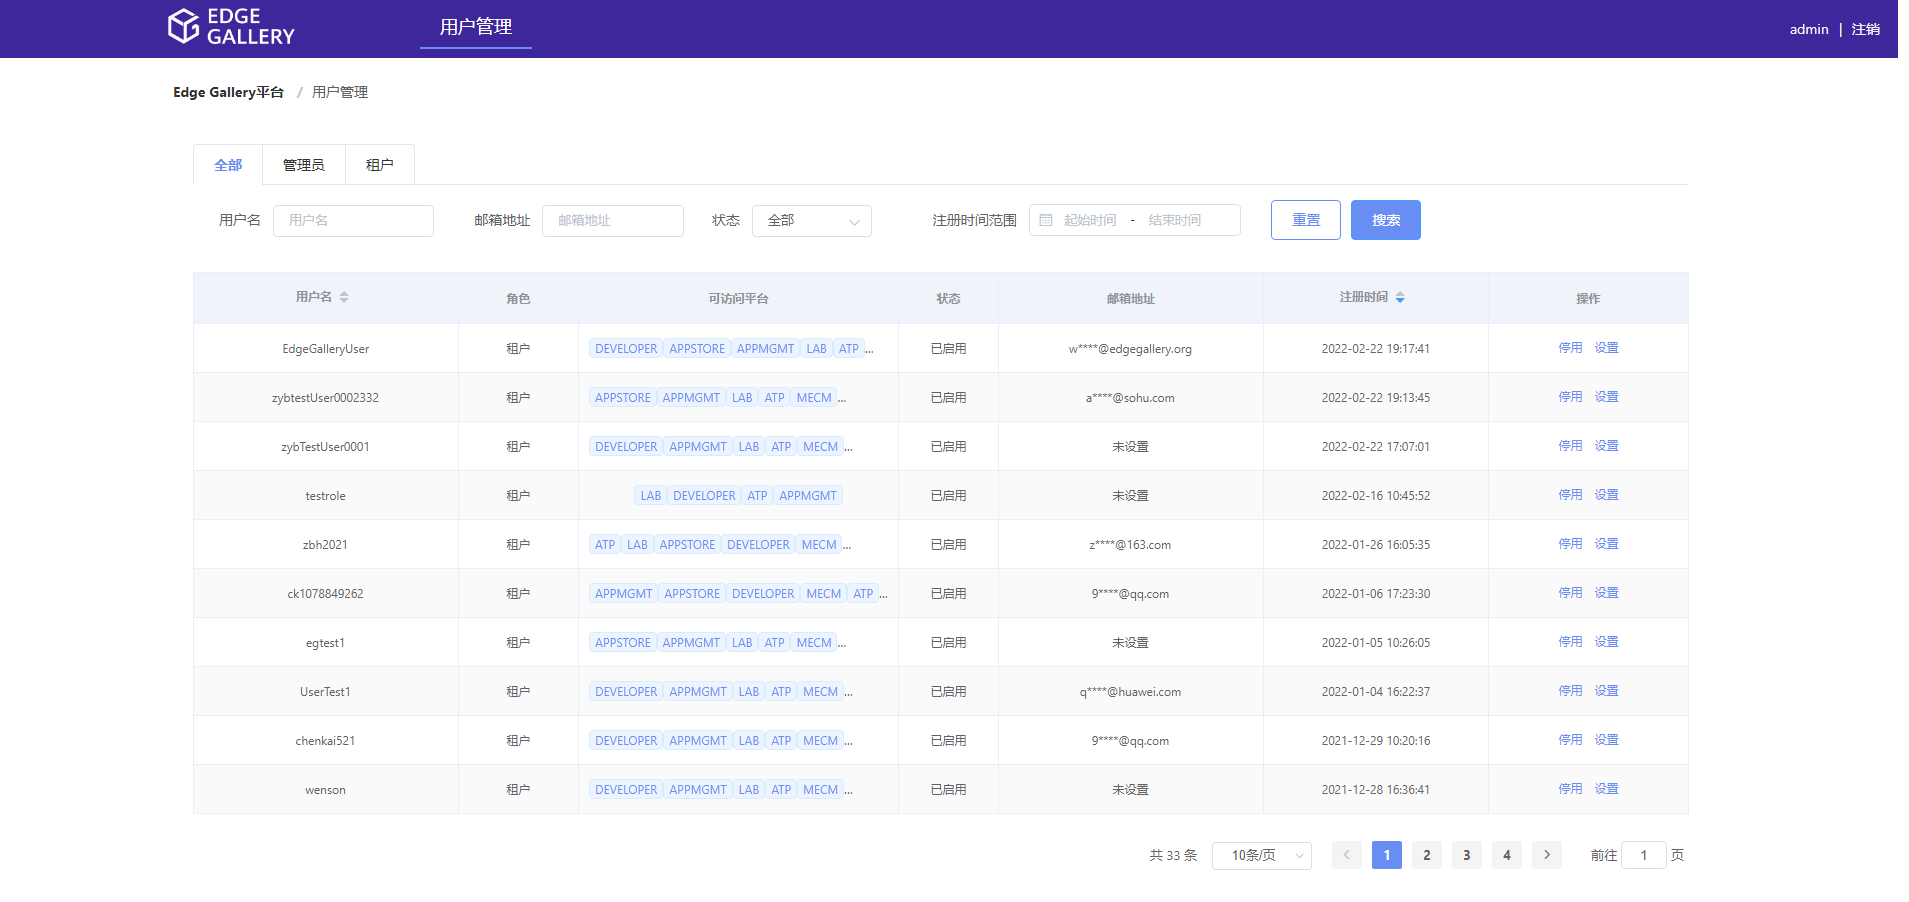 EDGE GALLERY 用户管理 admin | 注销
Edge Gallery平台 / 用户管理
全部 管理员 租户
用户名 用户名 邮箱地址 邮箱地址 状态 全部 注册时间范围 起始时间 - 结束时间 重置 搜索
用户名 角色 可访问平台 状态 邮箱地址 注册时间 操作
EdgeGalleryUser 租户 DEVELOPER APPSTORE APPMGMT LAB ATP ... 已启用 w****@edgegallery.org 2022-02-22 19:17:41 停用 设置
zybtestUser0002332 租户 APPSTORE APPMGMT LAB ATP MECM ... 已启用 a****@sohu.com 2022-02-22 19:13:45 停用 设置
zybTestUser0001 租户 DEVELOPER APPMGMT LAB ATP MECM ... 已启用 未设置 2022-02-22 17:07:01 停用 设置
testrole 租户 LAB DEVELOPER ATP APPMGMT 已启用 未设置 2022-02-16 10:45:52 停用 设置
zbh2021 租户 ATP LAB APPSTORE DEVELOPER MECM ... 已启用 z****@163.com 2022-01-26 16:05:35 停用 设置
ck1078849262 租户 APPMGMT APPSTORE DEVELOPER MECM ATP ... 已启用 9****@qq.com 2022-01-06 17:23:30 停用 设置
egtest1 租户 APPSTORE APPMGMT LAB ATP MECM ... 已启用 未设置 2022-01-05 10:26:05 停用 设置
UserTest1 租户 DEVELOPER APPMGMT LAB ATP MECM ... 已启用 q****@huawei.com 2022-01-04 16:22:37 停用 设置
chenkai521 租户 DEVELOPER APPMGMT LAB ATP MECM ... 已启用 9****@qq.com 2021-12-29 10:20:16 停用 设置
wenson 租户 DEVELOPER APPMGMT LAB ATP MECM ... 已启用 未设置 2021-12-28 16:36:41 停用 设置
共 33 条 10条/页 < 1 2 3 4 > 前往 1 页